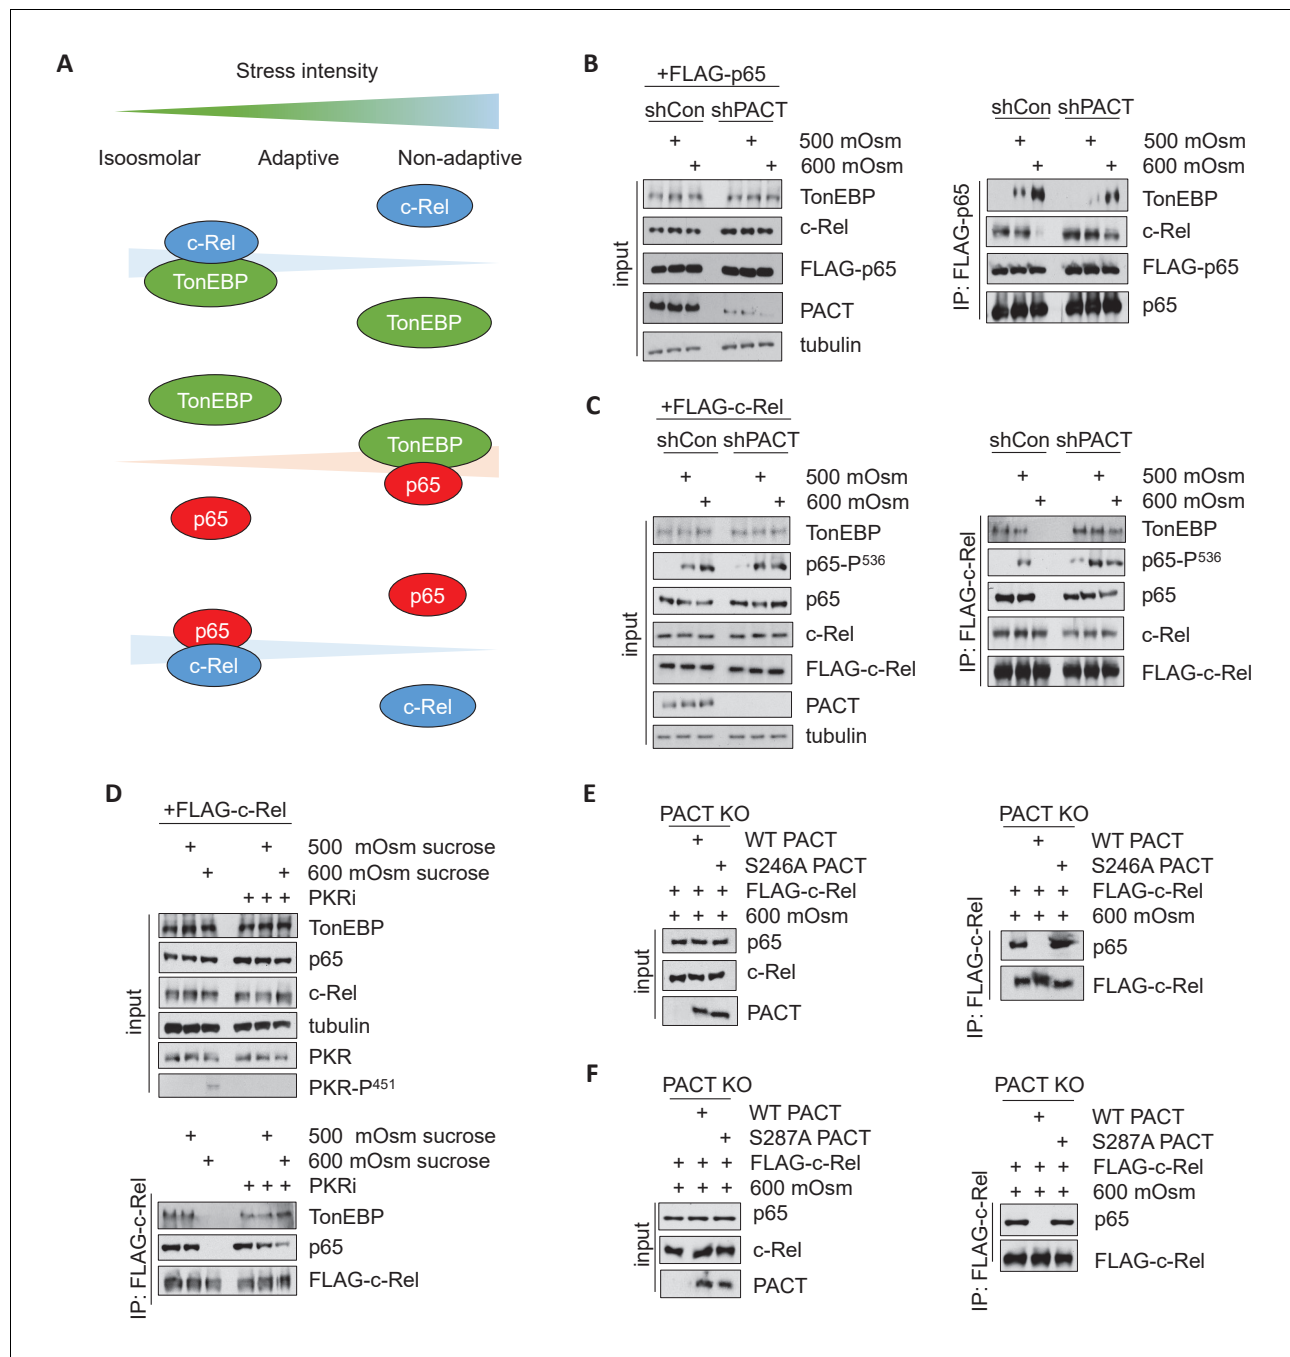 A
Stress intensity
Isoosmolar Adaptive Non-adaptive
c-Rel
c-Rel
TonEBP
TonEBP
TonEBP
TonEBP
p65
p65
p65
p65
c-Rel
c-Rel
B
+FLAG-p65
shCon shPACT
+ + 500 mOsm
+ + 600 mOsm
input
TonEBP
c-Rel
FLAG-p65
PACT
tubulin
shCon shPACT
+ + 500 mOsm
+ + 600 mOsm
IP: FLAG-p65
TonEBP
c-Rel
FLAG-p65
p65
C
+FLAG-c-Rel
shCon shPACT
+ + 500 mOsm
+ + 600 mOsm
input
TonEBP
p65-P536
p65
c-Rel
FLAG-c-Rel
PACT
tubulin
shCon shPACT
+ + 500 mOsm
+ + 600 mOsm
IP: FLAG-c-Rel
TonEBP
p65-P536
p65
c-Rel
FLAG-c-Rel
D
+FLAG-c-Rel
+ + 500 mOsm sucrose
+ + 600 mOsm sucrose
+ + + PKRi
input
TonEBP
p65
c-Rel
tubulin
PKR
PKR-P451
+ + 500 mOsm sucrose
+ + 600 mOsm sucrose
+ + + PKRi
IP: FLAG-c-Rel
TonEBP
p65
FLAG-c-Rel
E
PACT KO
+ WT PACT
+ S246A PACT
+ + + FLAG-c-Rel
+ + + 600 mOsm
input
p65
c-Rel
PACT
PACT KO
+ WT PACT
+ S246A PACT
+ + + FLAG-c-Rel
+ + + 600 mOsm
IP: FLAG-c-Rel
p65
FLAG-c-Rel
F
PACT KO
+ WT PACT
+ S287A PACT
+ + + FLAG-c-Rel
+ + + 600 mOsm
input
p65
c-Rel
PACT
PACT KO
+ WT PACT
+ S287A PACT
+ + + FLAG-c-Rel
+ + + 600 mOsm
IP: FLAG-c-Rel
p65
FLAG-c-Rel